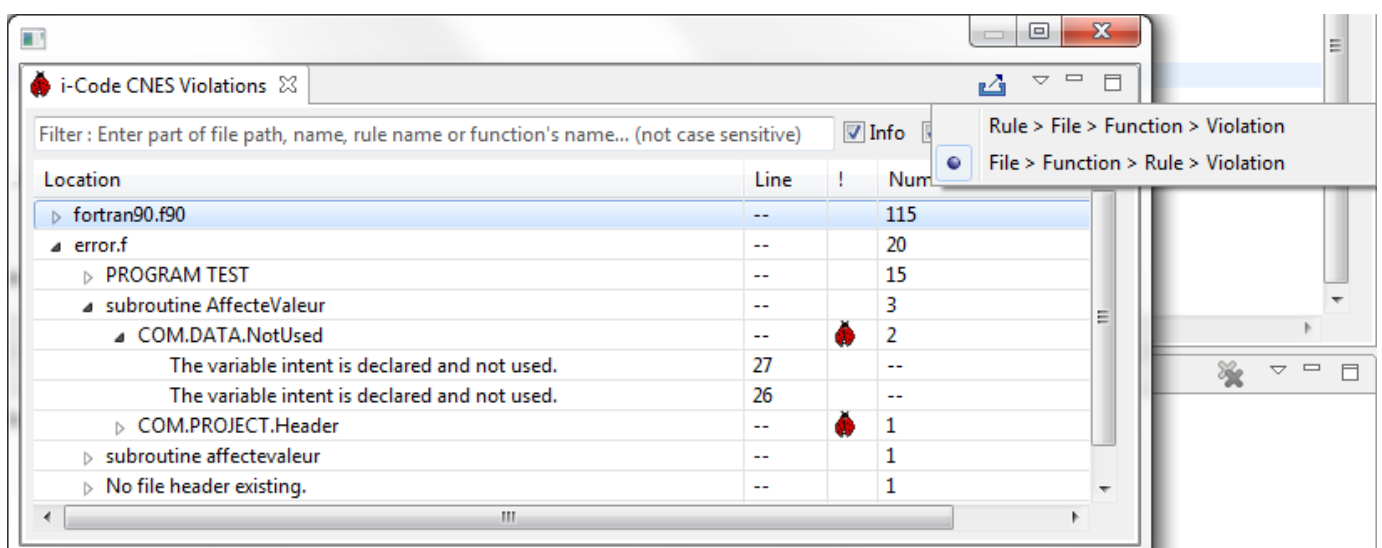 i-Code CNES Violations
Filter : Enter part of file path, name, rule name or function's name... (not case sensitive) Info
Rule > File > Function > Violation
File > Function > Rule > Violation
Location Line ! Num
fortran90.f90 -- 115
error.f -- 20
PROGRAM TEST -- 15
subroutine AffecteValeur -- 3
COM.DATA.NotUsed -- 2
The variable intent is declared and not used. 27 --
The variable intent is declared and not used. 26 --
COM.PROJECT.Header -- 1
subroutine affectevaleur -- 1
No file header existing. -- 1